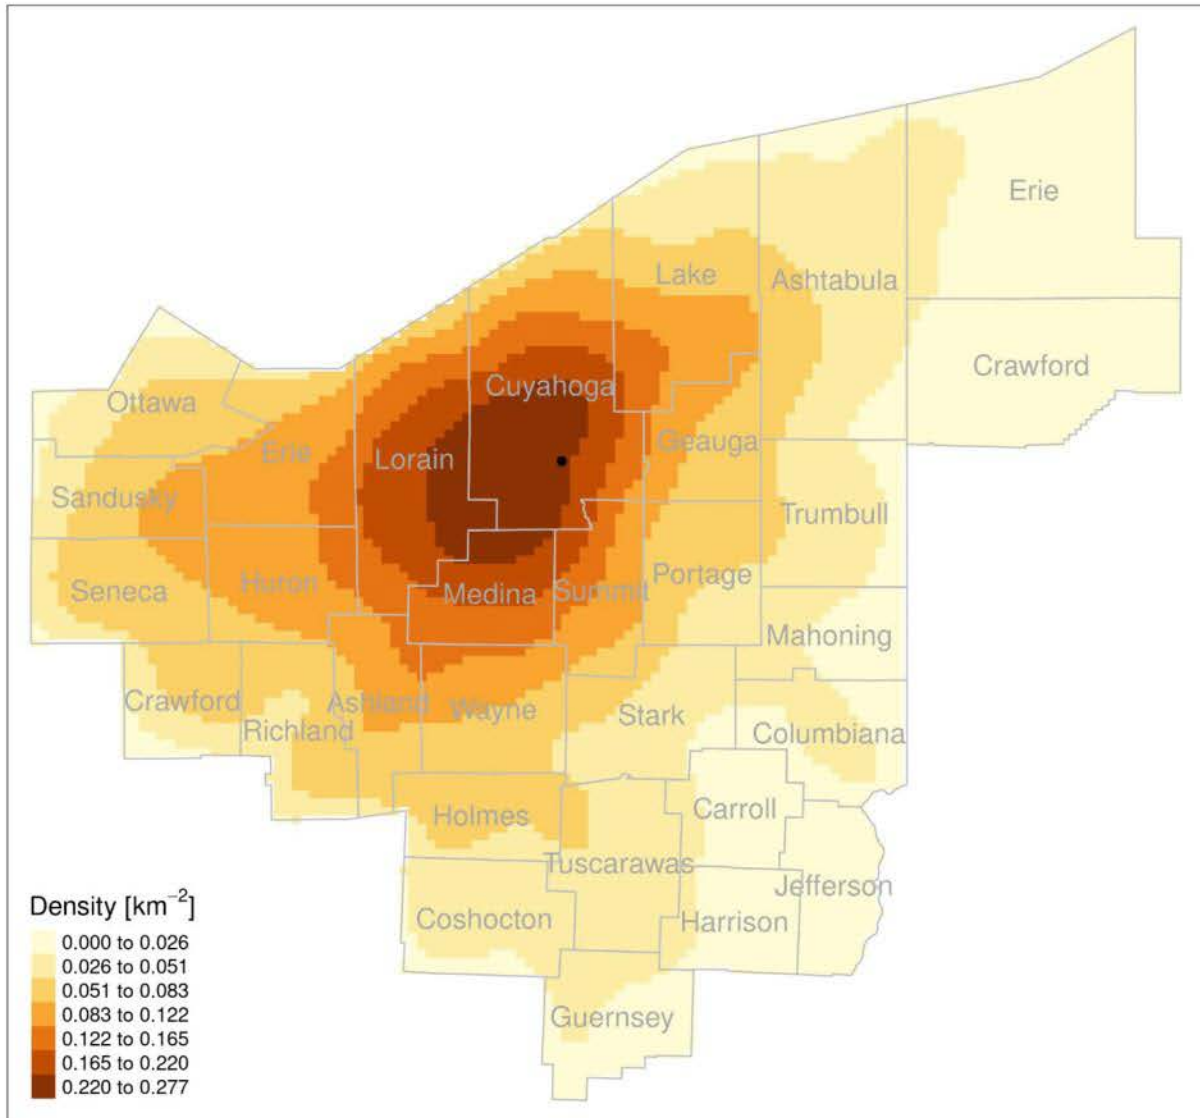 Erie
Lake
Ashtabula
Crawford
Cuyahoga
Ottawa
Erie
Lorain
Geauga
Sandusky
Trumbull
Seneca
Huron
Medina
Summit
Portage
Mahoning
Crawford
Richland
Ashland
Wayne
Stark
Columbiana
Holmes
Carroll
Tuscarawas
Jefferson
Coshocton
Harrison
Guernsey
Density [km⁻²]
0.000 to 0.026
0.026 to 0.051
0.051 to 0.083
0.083 to 0.122
0.122 to 0.165
0.165 to 0.220
0.220 to 0.277